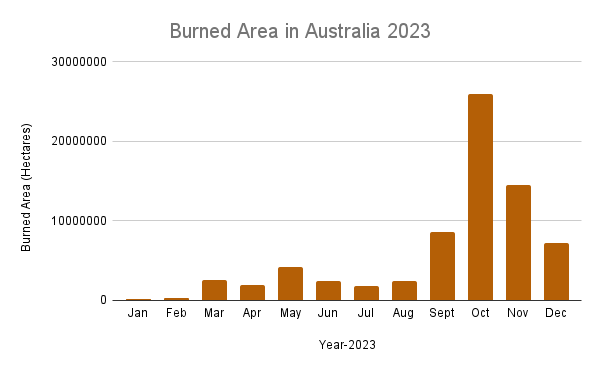 Burned Area in Australia 2023
Burned Area (Hectares)
30000000
20000000
10000000
0
Jan Feb Mar Apr May Jun Jul Aug Sept Oct Nov Dec
Year-2023